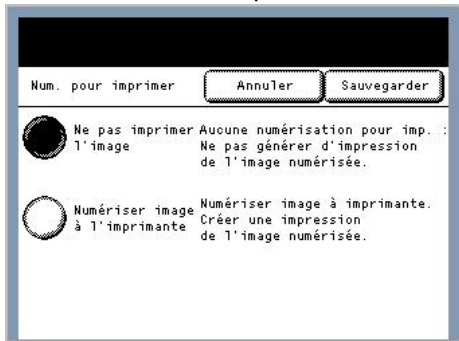 Num. pour imprimer Annuler Sauvegarder
Ne pas imprimer Aucune numérisation pour imp. :
l'image Ne pas générer d'impression
de l'image numérisée.
Numériser image Numériser image à imprimante.
à l'imprimante Créer une impression
de l'image numérisée.